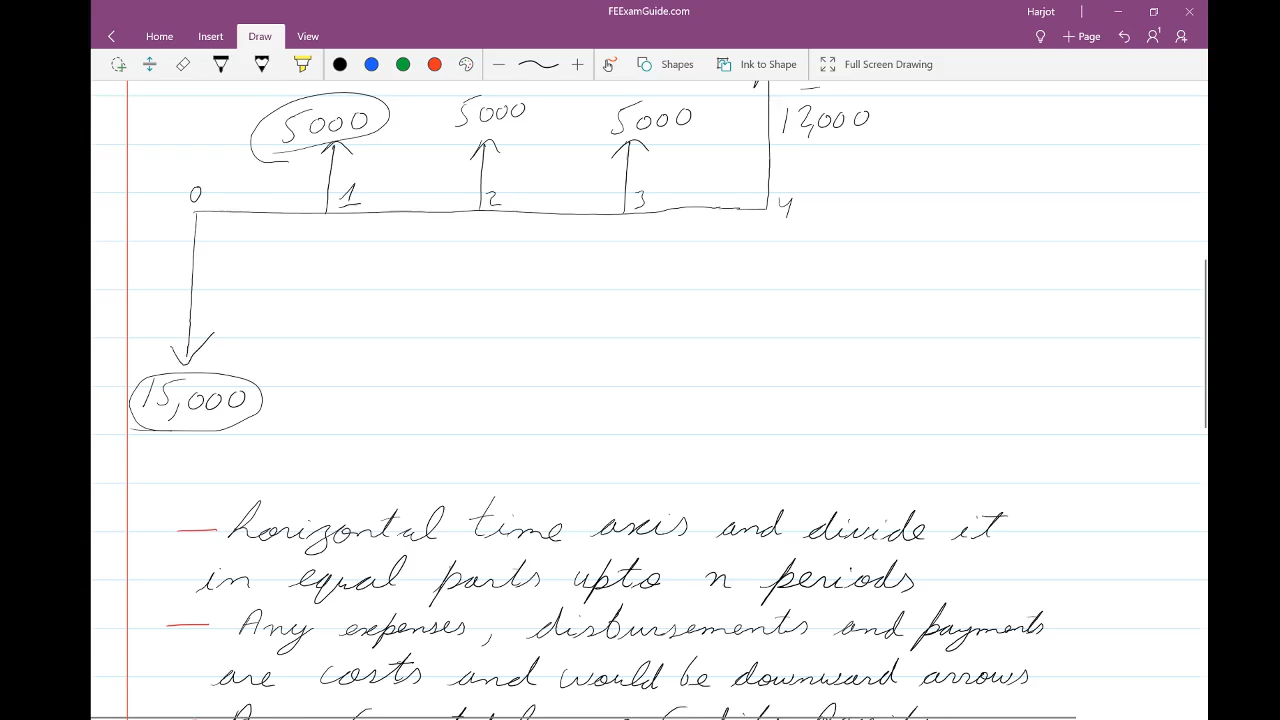 FEExamGuide.com
Harjot
Home Insert Draw View
Page
Shapes Ink to Shape Full Screen Drawing
5000 5000 5000 12,000
0 1 2 3 4
15,000
— horizontal time axis and divide it
in equal parts upto n periods
— Any expenses, disbursements and payments
are costs and would be downward arrows